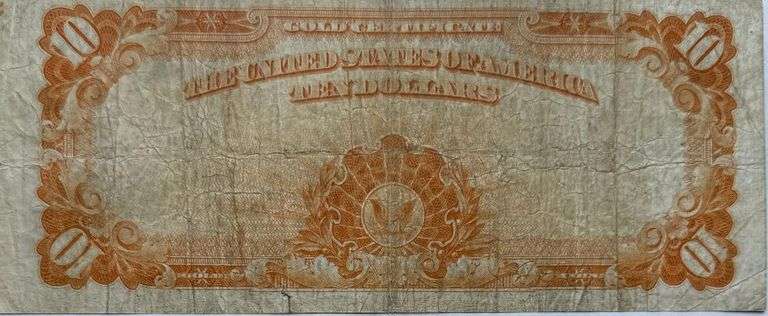 GOLD CERTIFICATE
10 10
THE UNITED STATES OF AMERICA
TEN DOLLARS
10 10